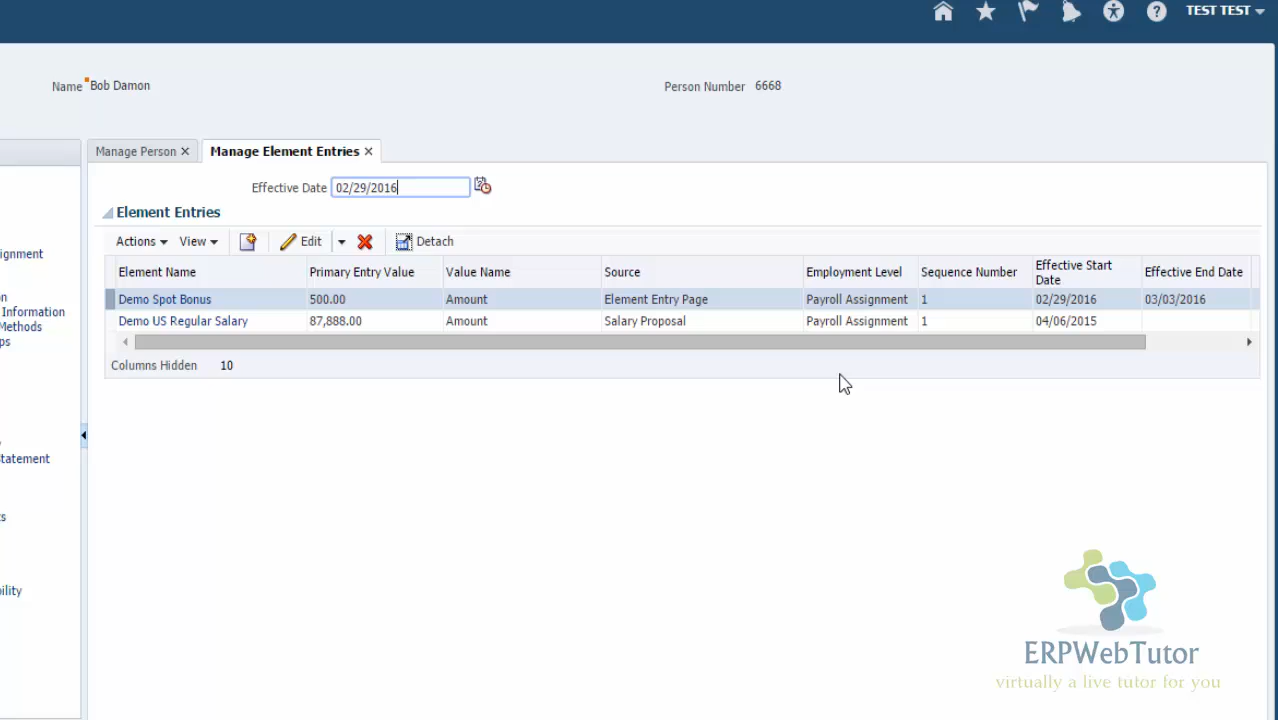 TEST TEST
Name Bob Damon
Person Number 6668
Manage Person
Manage Element Entries
Effective Date 02/29/2016
Element Entries
Actions View Edit Detach
Element Name Primary Entry Value Value Name Source Employment Level Sequence Number Effective Start Date Effective End Date
Demo Spot Bonus 500.00 Amount Element Entry Page Payroll Assignment 1 02/29/2016 03/03/2016
Demo US Regular Salary 87,888.00 Amount Salary Proposal Payroll Assignment 1 04/06/2015
Columns Hidden 10
ignment
n
Information
Methods
ps
tatement
s
ility
ERPWebTutor
virtually a live tutor for you